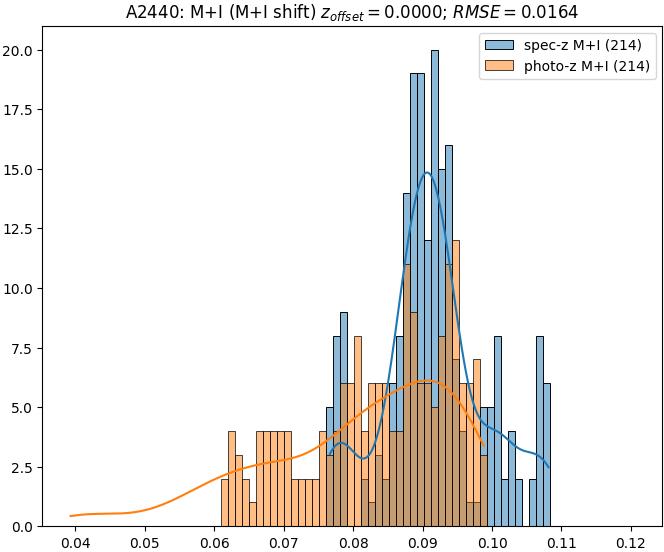 A2440: M+I (M+I shift) z_offset = 0.0000; RMSE = 0.0164
spec-z M+I (214)
photo-z M+I (214)
20.0
17.5
15.0
12.5
10.0
7.5
5.0
2.5
0.0
0.04 0.05 0.06 0.07 0.08 0.09 0.10 0.11 0.12